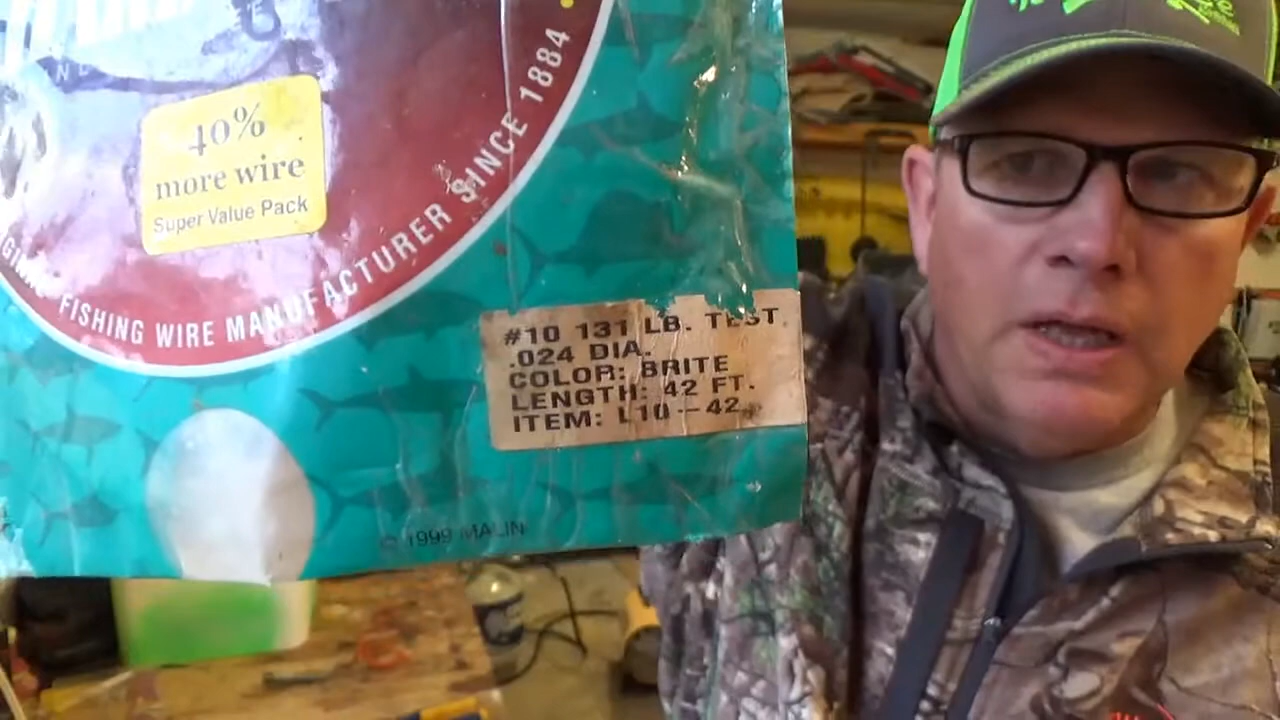 40%
more wire
Super Value Pack
FISHING WIRE MANUFACTURER SINCE 1884
#10 131 LB. TEST
.024 DIA.
COLOR: BRITE
LENGTH: 42 FT.
ITEM: L10-42
© 1999 MALIN